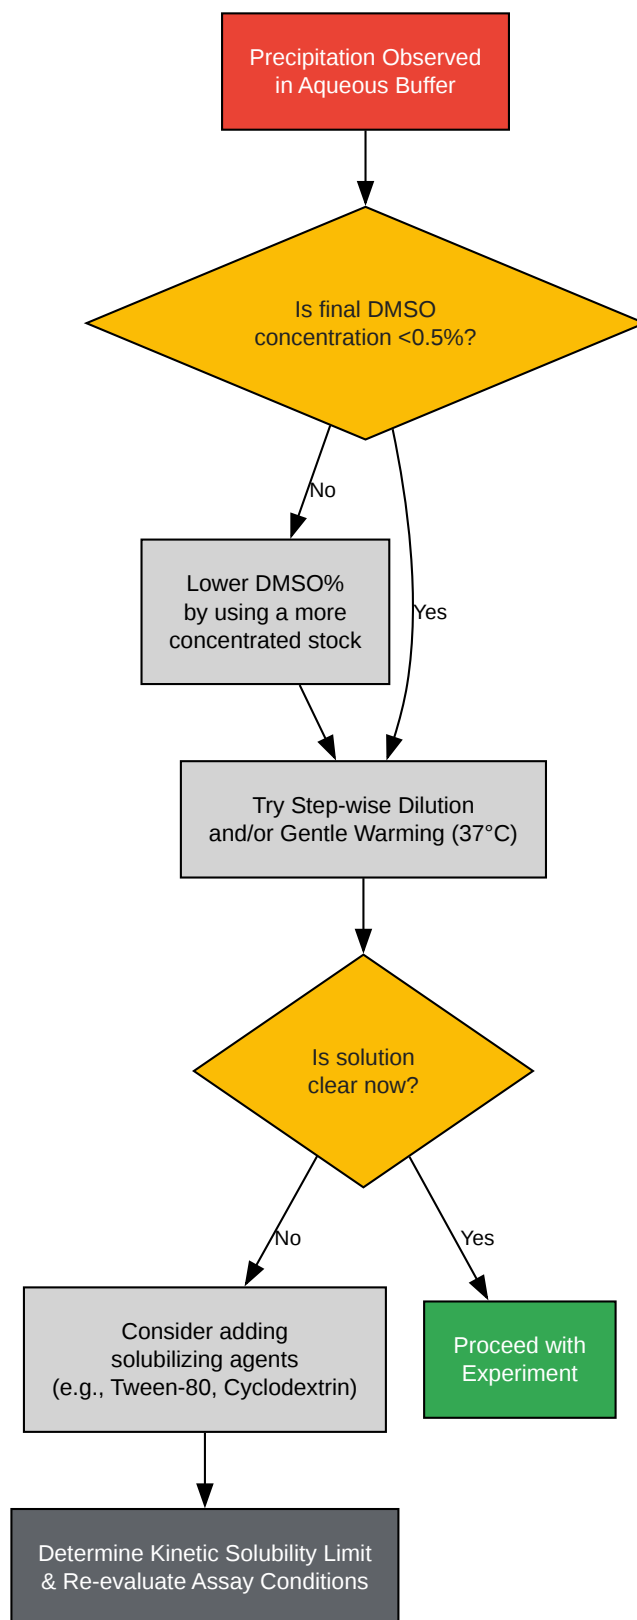 Precipitation Observed
in Aqueous Buffer
Is final DMSO
concentration <0.5%?
No
Lower DMSO%
by using a more
concentrated stock
Yes
Try Step-wise Dilution
and/or Gentle Warming (37°C)
Is solution
clear now?
No
Yes
Consider adding
solubilizing agents
(e.g., Tween-80, Cyclodextrin)
Proceed with
Experiment
Determine Kinetic Solubility Limit
& Re-evaluate Assay Conditions